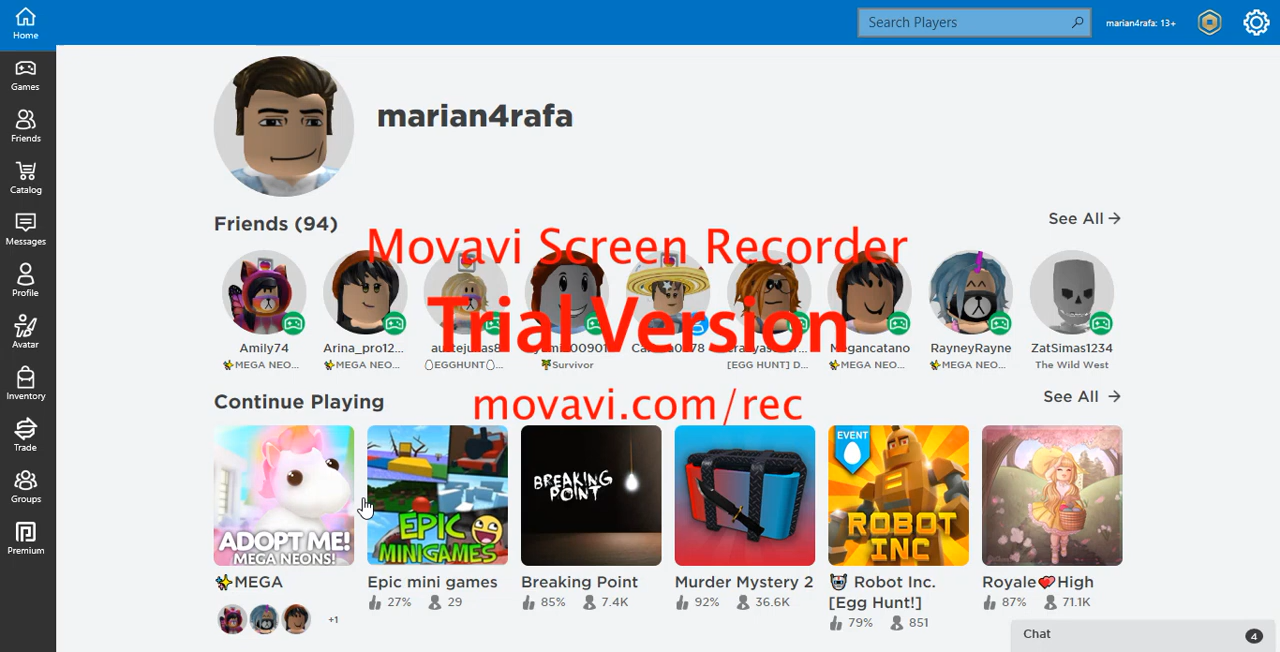 Home
Search Players
marian4rafa: 13+
Games
Friends
Catalog
Messages
Profile
Avatar
Inventory
Trade
Groups
Premium
marian4rafa
Friends (94)
See All →
Movavi Screen Recorder
Trial Version
movavi.com/rec
Amily74
Arina_pro12...
Megancatano
RayneyRayne
ZatSimas1234
✨MEGA NEO...
✨MEGA NEO...
🥚EGGHUNT🥚...
🌴Survivor
[EGG HUNT] D...
✨MEGA NEO...
✨MEGA NEO...
The Wild West
Continue Playing
See All →
ADOPT ME!
MEGA NEONS!
EPIC
MINIGAMES
BREAKING
POINT
EVENT
ROBOT
INC
✨MEGA
Epic mini games
27% 29
Breaking Point
85% 7.4K
Murder Mystery 2
92% 36.6K
🤖 Robot Inc.
[Egg Hunt!]
79% 851
Royale❤️High
87% 71.1K
+1
Chat
4